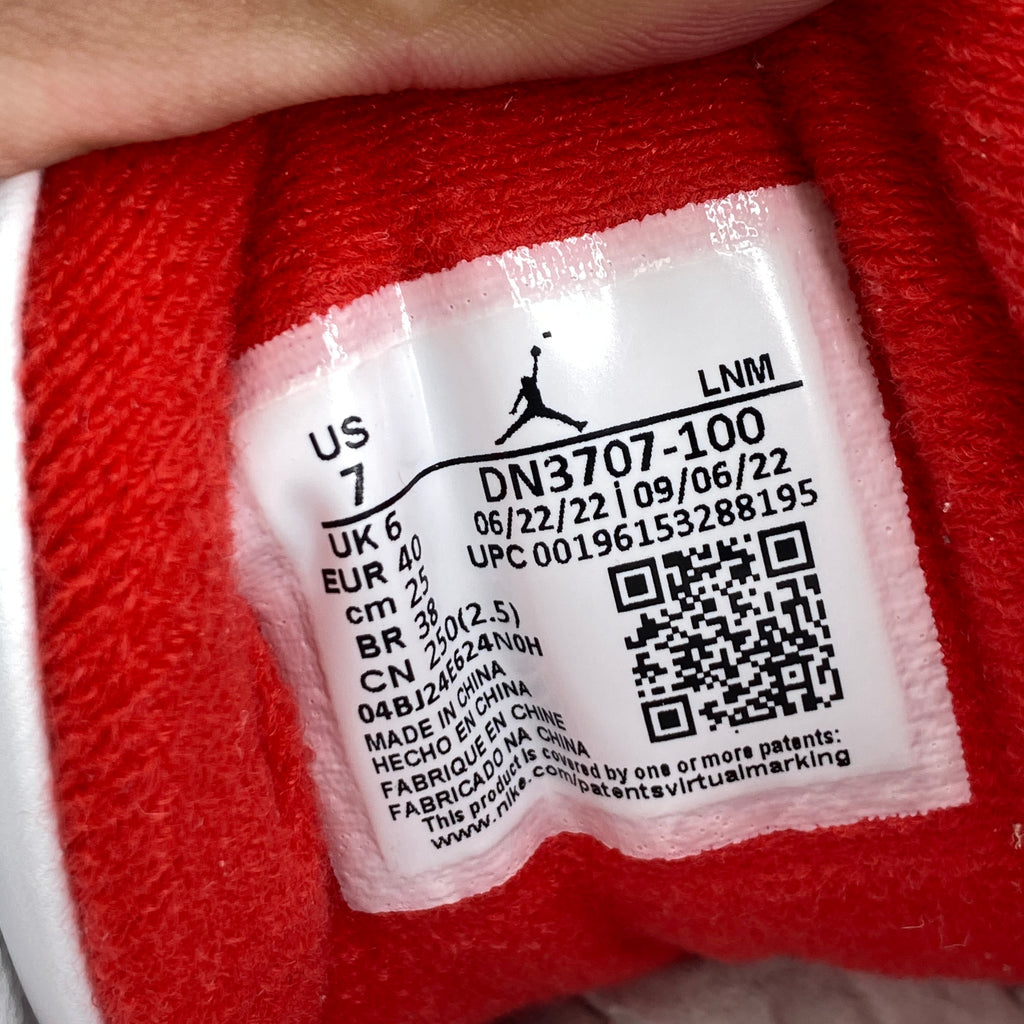 US
7
LNM
DN3707-100
06/22/22 | 09/06/22
UPC 00196153288195
UK 6
EUR 40
cm 25
BR 38
CN 250(2.5)
04BJ24E624N0H
MADE IN CHINA
HECHO EN CHINA
FABRIQUE EN CHINE
FABRICADO NA CHINA
This product is covered by one or more patents:
www.nike.com/patentsvirtualmarking